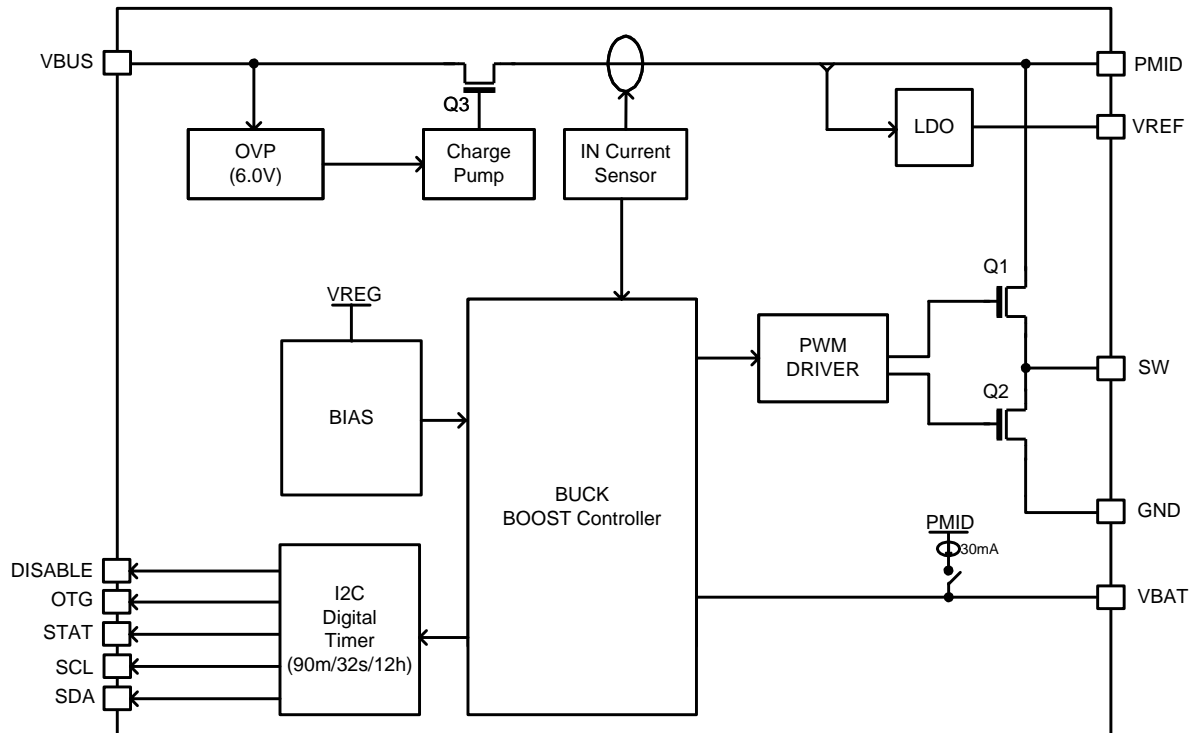 VBUS
PMID
Q3
VREF
OVP
(6.0V)
Charge
Pump
IN Current
Sensor
LDO
Q1
VREG
PWM
DRIVER
SW
Q2
BIAS
BUCK
BOOST Controller
GND
PMID
30mA
DISABLE
OTG
STAT
SCL
SDA
I2C
Digital
Timer
(90m/32s/12h)
VBAT